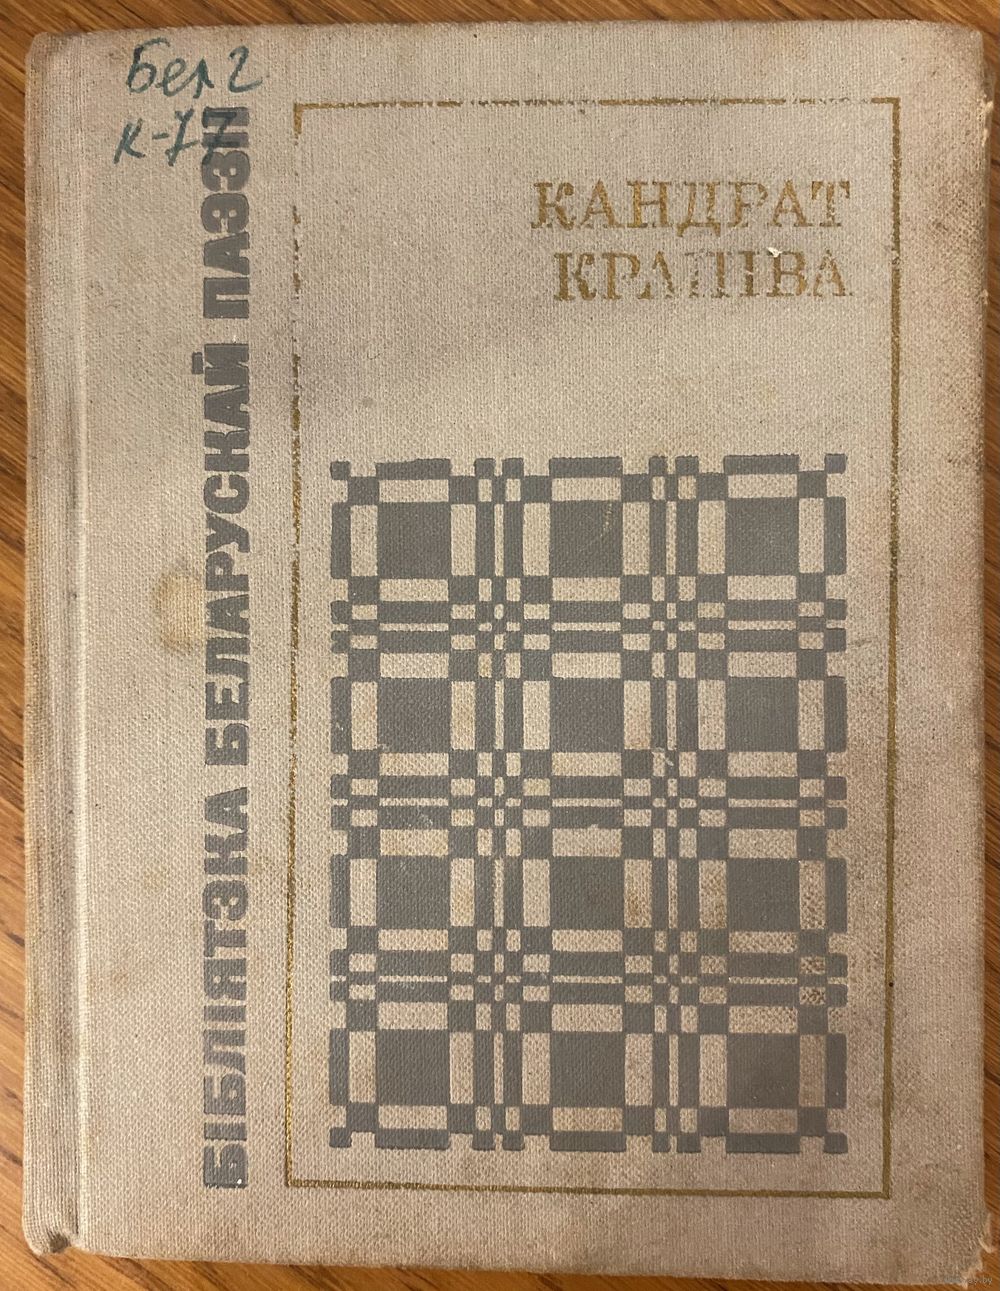 Бел 2
к-77
БІБЛІЯТЭКА БЕЛАРУСКАЙ ПАЭЗІІ
КАНДРАТ
КРАПІВА